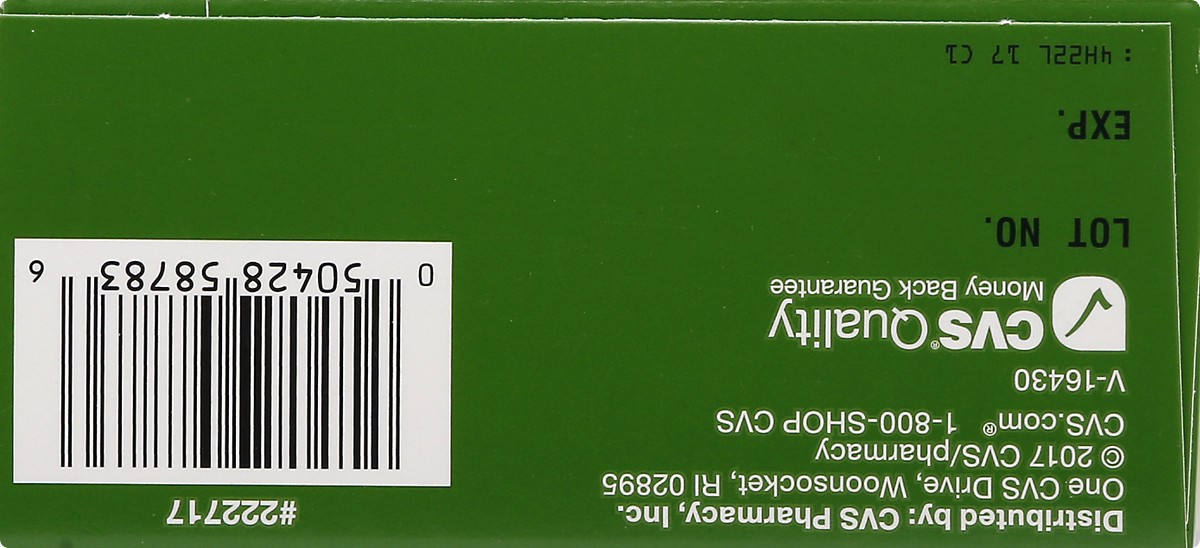 Distributed by: CVS Pharmacy, Inc.
One CVS Drive, Woonsocket, RI 02895
© 2017 CVS/pharmacy
CVS.com® 1-800-SHOP CVS
V-16430
CVS® Quality
Money Back Guarantee
LOT NO.
EXP.
: 4H22L 17 C1
#222717
0 50428 58783 6